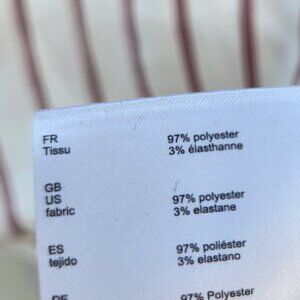 FR
Tissu
97% polyester
3% élasthanne
GB
US
fabric
97% polyester
3% elastane
ES
tejido
97% poliéster
3% elastano
DE
97% Polyester